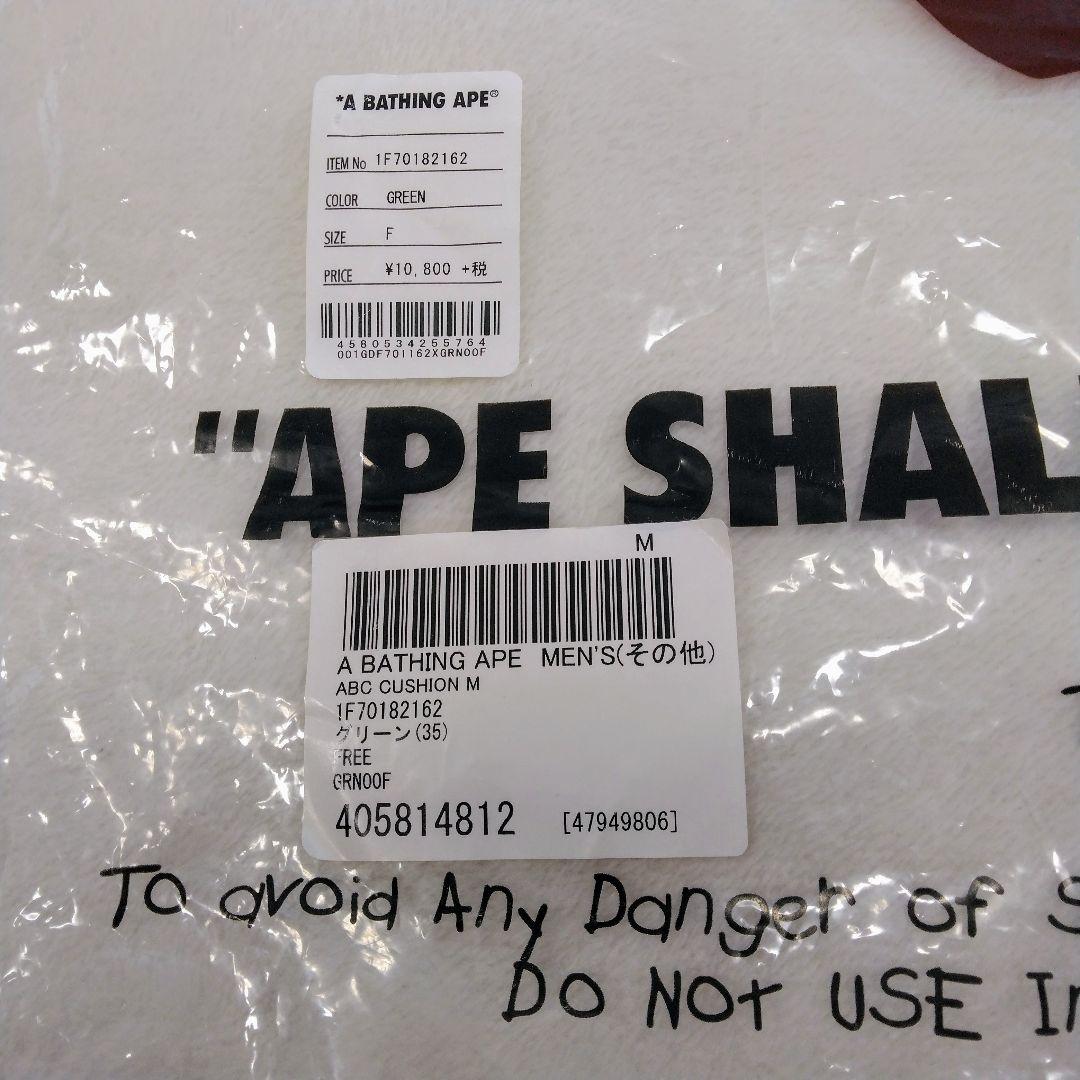 *A BATHING APE®
ITEM No 1F70182162
COLOR GREEN
SIZE F
PRICE ¥10,800 +税
4580534255764
001GDF701162XGRN00F
"APE SHAL
M
A BATHING APE MEN'S(その他)
ABC CUSHION M
1F70182162
グリーン(35)
FREE
GRN00F
405814812 [47949806]
To avoid Any Danger of
Do Not USE In